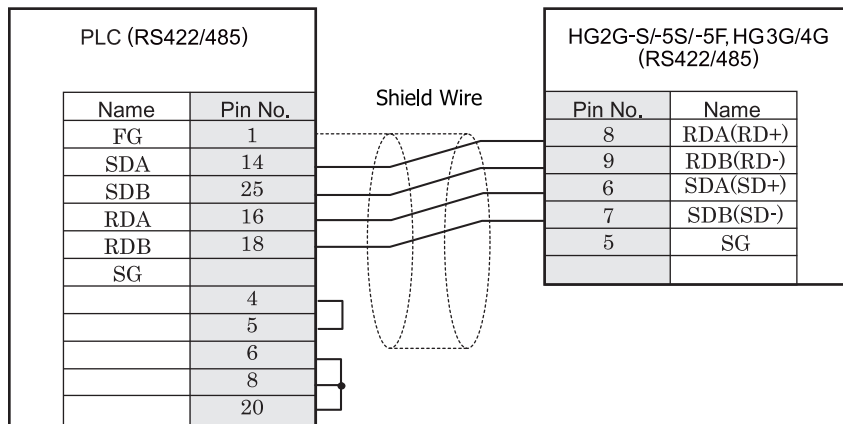 PLC (RS422/485)
Name Pin No.
FG 1
SDA 14
SDB 25
RDA 16
RDB 18
SG
4
5
6
8
20
Shield Wire
HG2G-S/-5S/-5F, HG3G/4G
(RS422/485)
Pin No. Name
8 RDA(RD+)
9 RDB(RD-)
6 SDA(SD+)
7 SDB(SD-)
5 SG